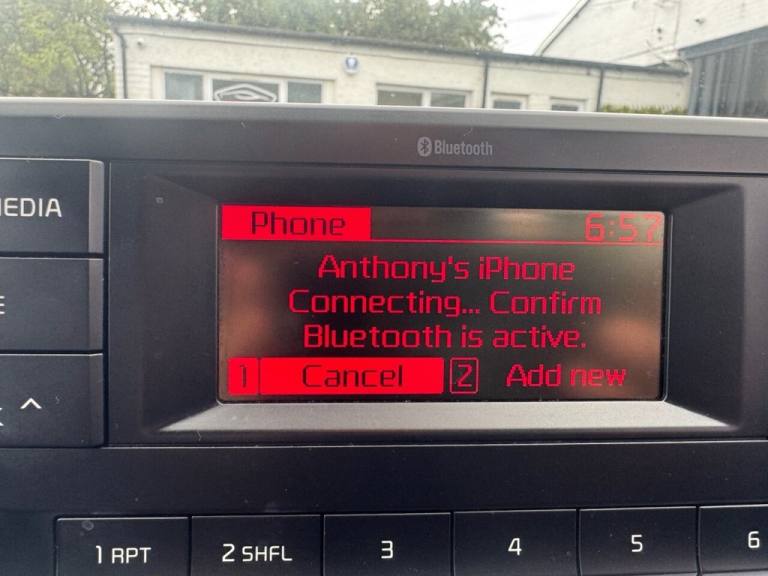 Bluetooth
MEDIA
Phone 6:57
Anthony's iPhone
Connecting... Confirm
Bluetooth is active.
1 Cancel 2 Add new
1 RPT 2 SHFL 3 4 5 6